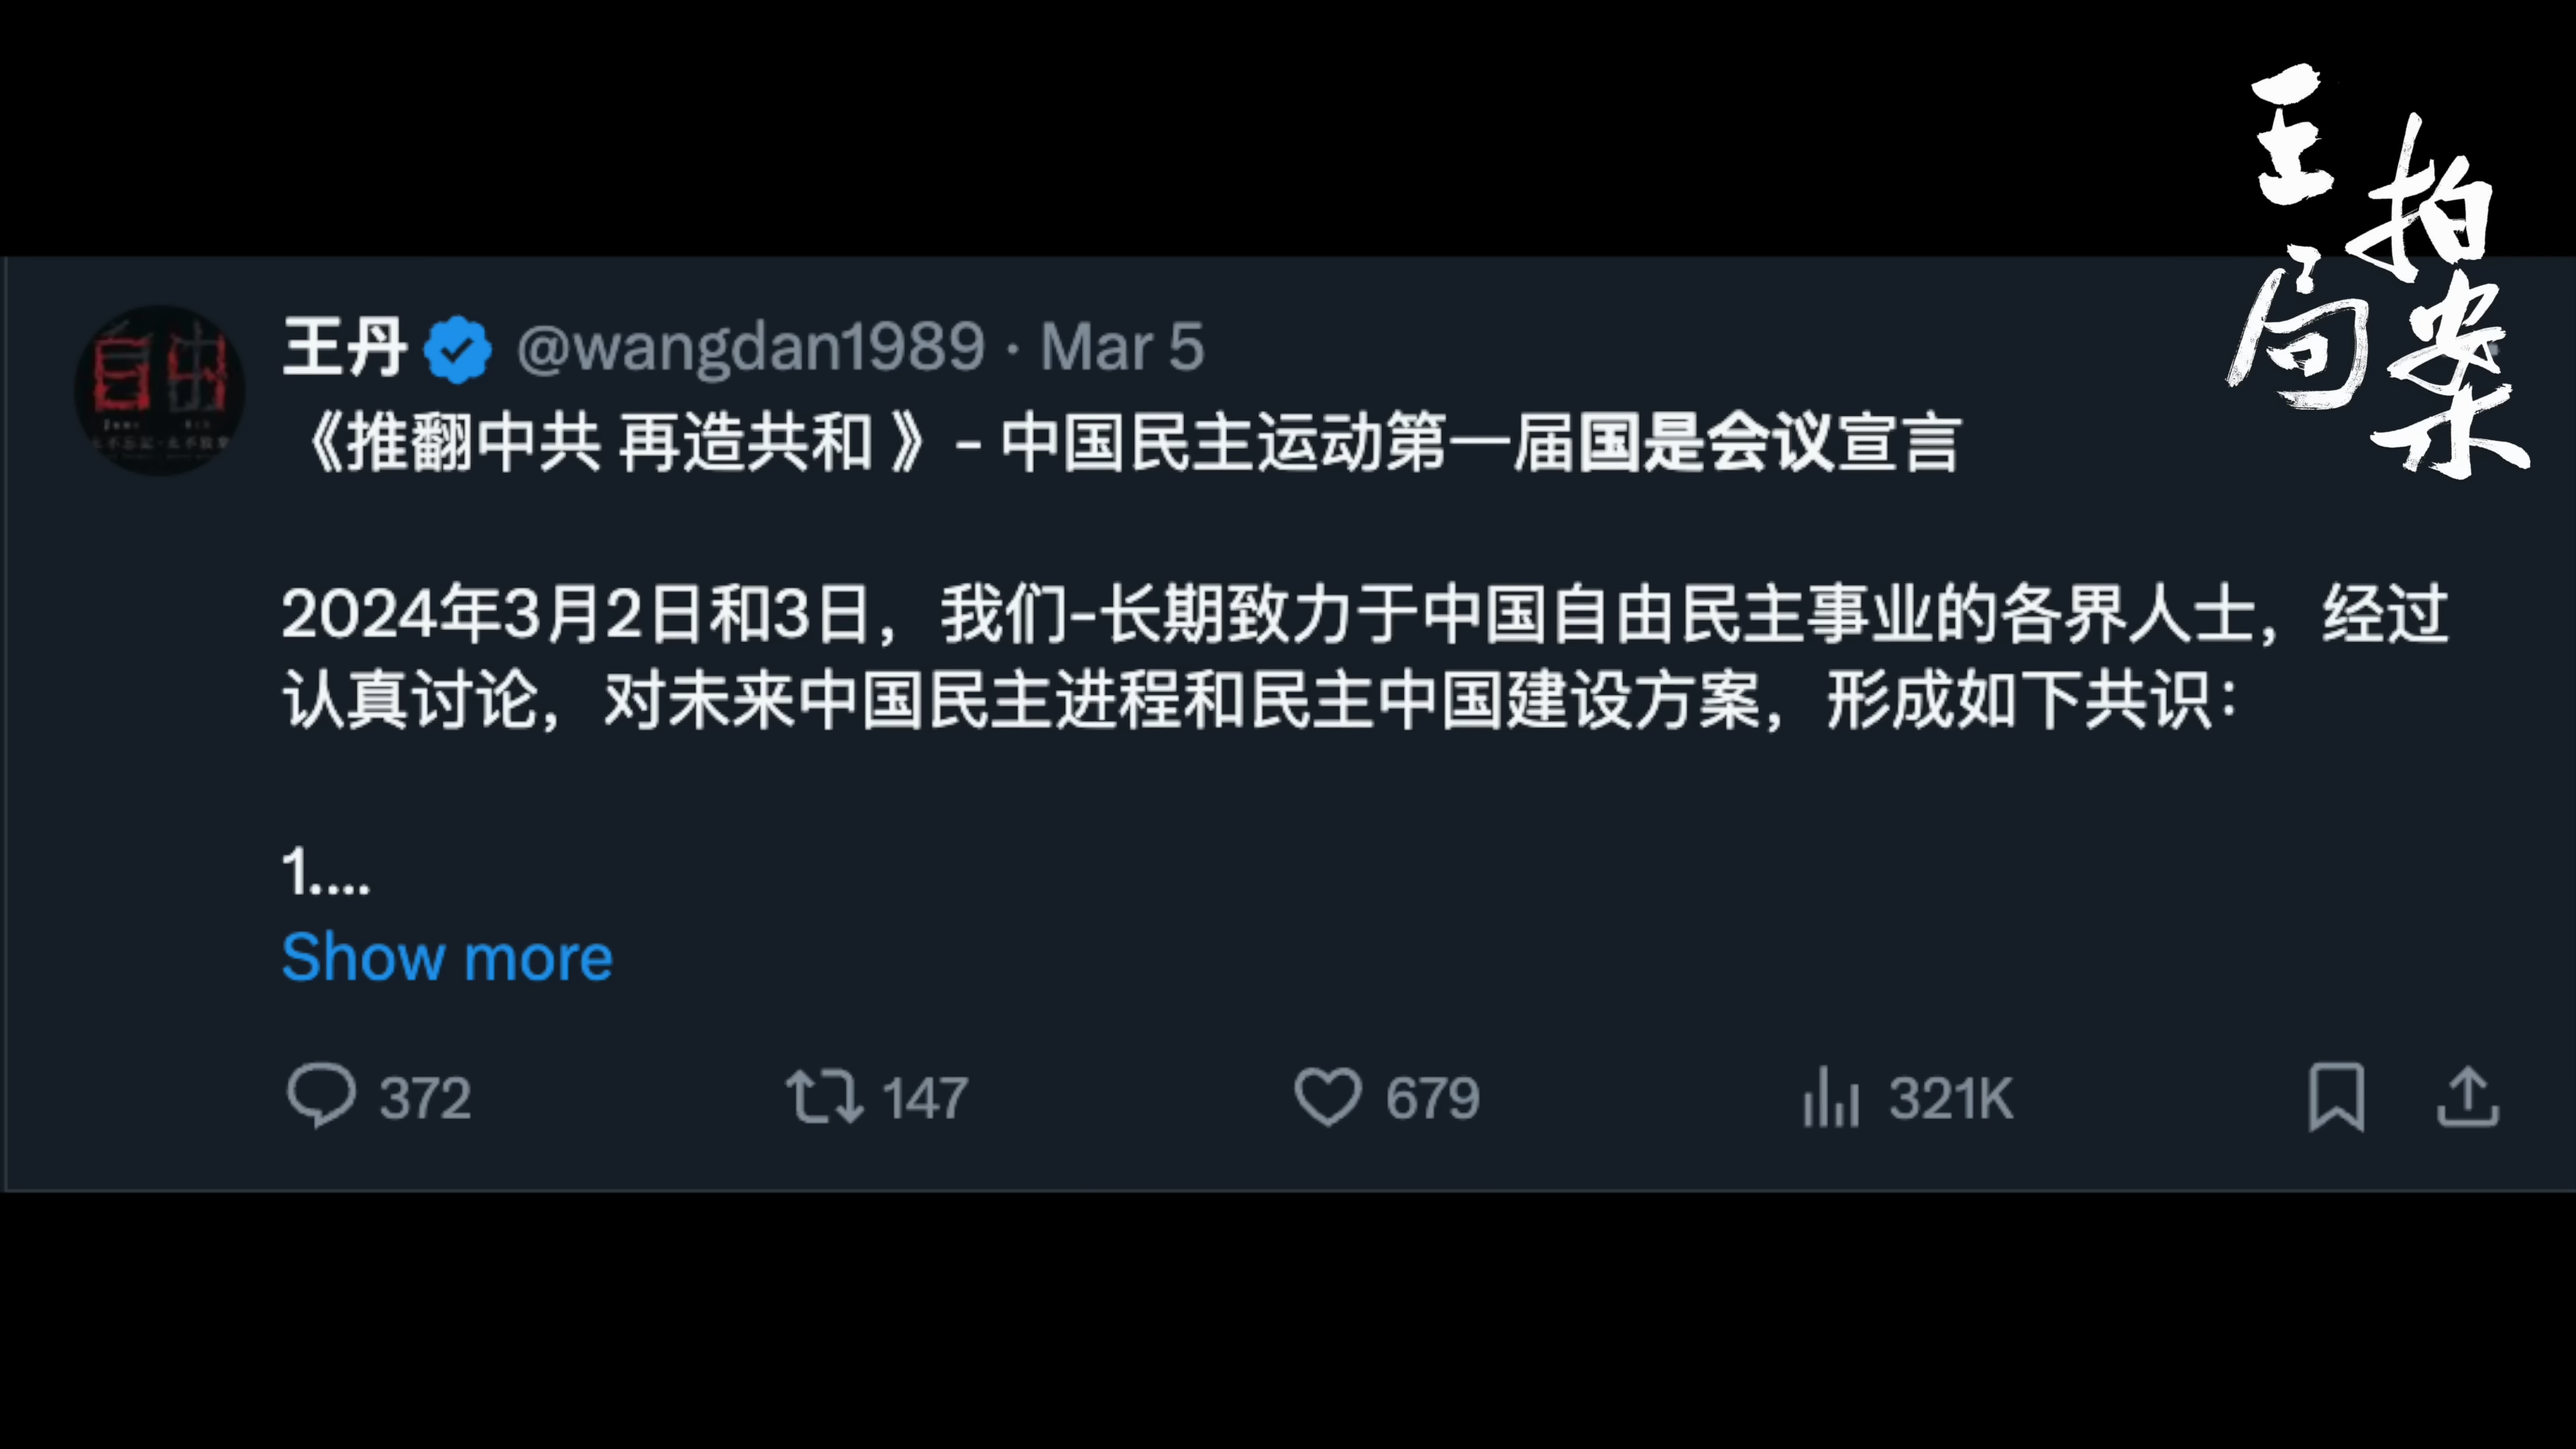 王局
拍案
王丹 @wangdan1989 · Mar 5
《推翻中共 再造共和 》- 中国民主运动第一届国是会议宣言
2024年3月2日和3日，我们-长期致力于中国自由民主事业的各界人士，经过
认真讨论，对未来中国民主进程和民主中国建设方案，形成如下共识：
1....
Show more
372 147 679 321K
自由